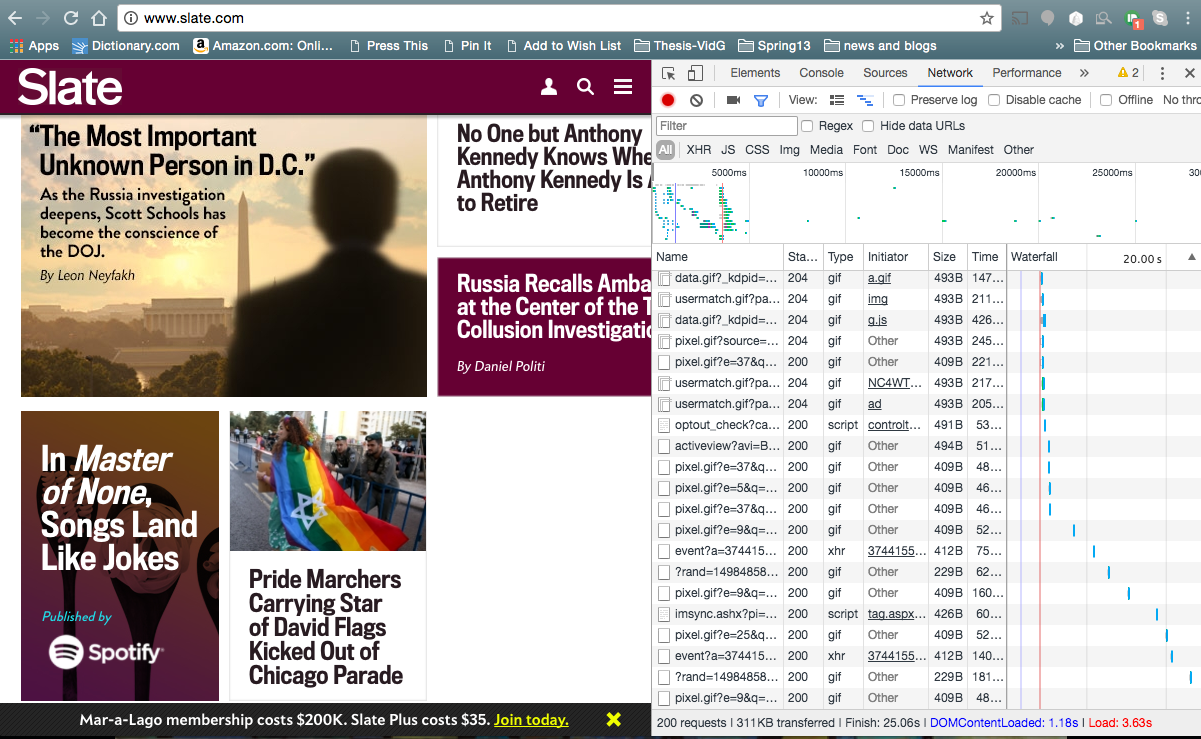 www.slate.com
Apps Dictionary.com Amazon.com: Onli... Press This Pin It Add to Wish List Thesis-VidG Spring13 news and blogs » Other Bookmarks
Slate
“The Most Important
Unknown Person in D.C.”
As the Russia investigation
deepens, Scott Schools has
become the conscience of
the DOJ.
By Leon Neyfakh
No One but Anthony
Kennedy Knows Whe
Anthony Kennedy Is A
to Retire
Russia Recalls Amba
at the Center of the T
Collusion Investigatio
By Daniel Politi
In Master
of None,
Songs Land
Like Jokes
Published by
Spotify
Pride Marchers
Carrying Star
of David Flags
Kicked Out of
Chicago Parade
Mar-a-Lago membership costs $200K. Slate Plus costs $35. Join today.
Elements Console Sources Network Performance » 2
View: Preserve log Disable cache Offline No thro
Filter Regex Hide data URLs
All XHR JS CSS Img Media Font Doc WS Manifest Other
5000ms 10000ms 15000ms 20000ms 25000ms 30
Name Sta... Type Initiator Size Time Waterfall 20.00 s
data.gif?_kdpid=... 204 gif a.gif 493B 147...
usermatch.gif?pa... 204 gif img 493B 211...
data.gif?_kdpid=... 204 gif g.js 493B 426...
pixel.gif?source=... 204 gif Other 493B 245...
pixel.gif?e=37&q... 200 gif Other 409B 221...
usermatch.gif?pa... 204 gif NC4WT... 493B 217...
usermatch.gif?pa... 204 gif ad 493B 205...
optout_check?ca... 200 script controlt... 491B 53...
activeview?avi=B... 200 gif Other 494B 51...
pixel.gif?e=37&q... 200 gif Other 409B 48...
pixel.gif?e=5&q=... 200 gif Other 409B 46...
pixel.gif?e=37&q... 200 gif Other 409B 46...
pixel.gif?e=9&q=... 200 gif Other 409B 52...
event?a=374415... 200 xhr 3744155... 412B 75...
?rand=14984858... 200 gif Other 229B 62...
pixel.gif?e=9&q=... 200 gif Other 409B 160...
imsync.ashx?pi=... 200 script tag.aspx... 426B 60...
pixel.gif?e=25&q... 200 gif Other 409B 52...
event?a=374415... 200 xhr 3744155... 412B 140...
?rand=14984858... 200 gif Other 229B 181...
pixel.gif?e=9&q=... 200 gif Other 409B 48...
200 requests | 311KB transferred | Finish: 25.06s | DOMContentLoaded: 1.18s | Load: 3.63s